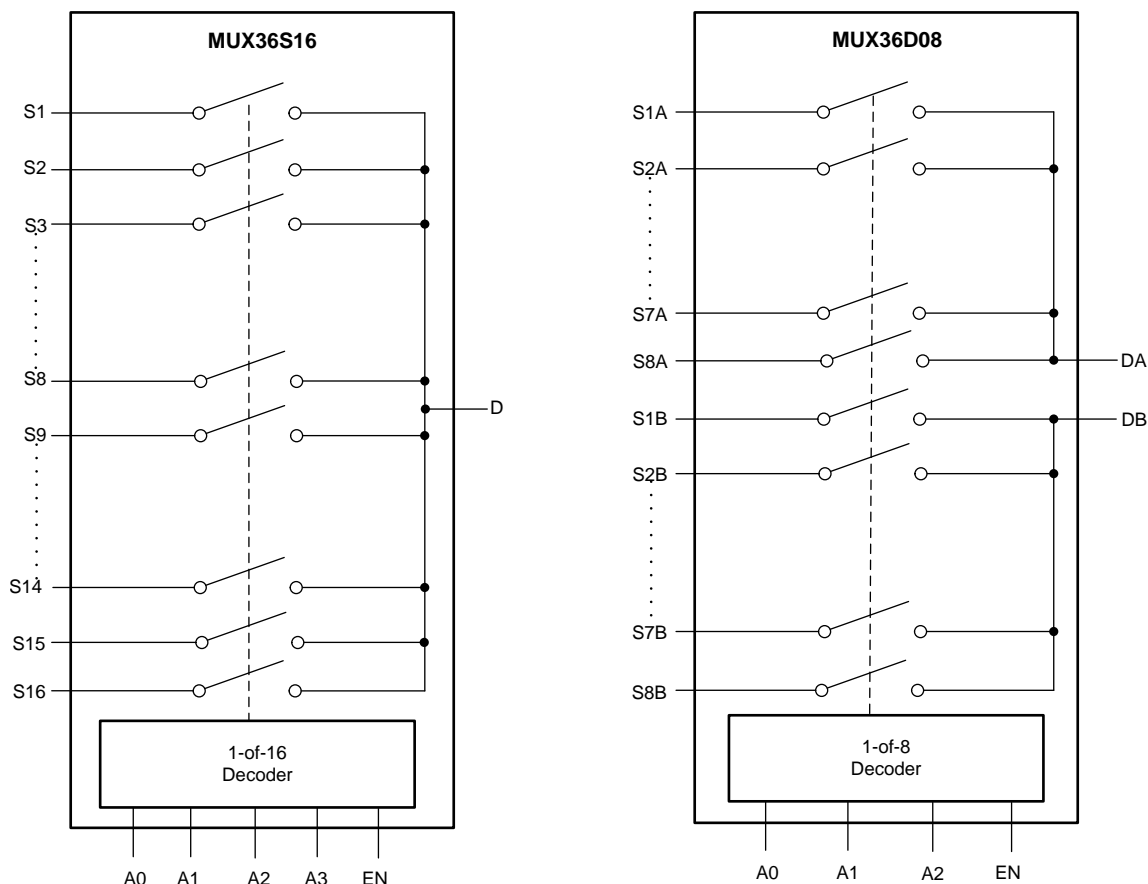 MUX36S16
S1
S2
S3
S8
S9
S14
S15
S16
D
1-of-16
Decoder
A0 A1 A2 A3 EN
MUX36D08
S1A
S2A
S7A
S8A
S1B
S2B
S7B
S8B
DA
DB
1-of-8
Decoder
A0 A1 A2 EN